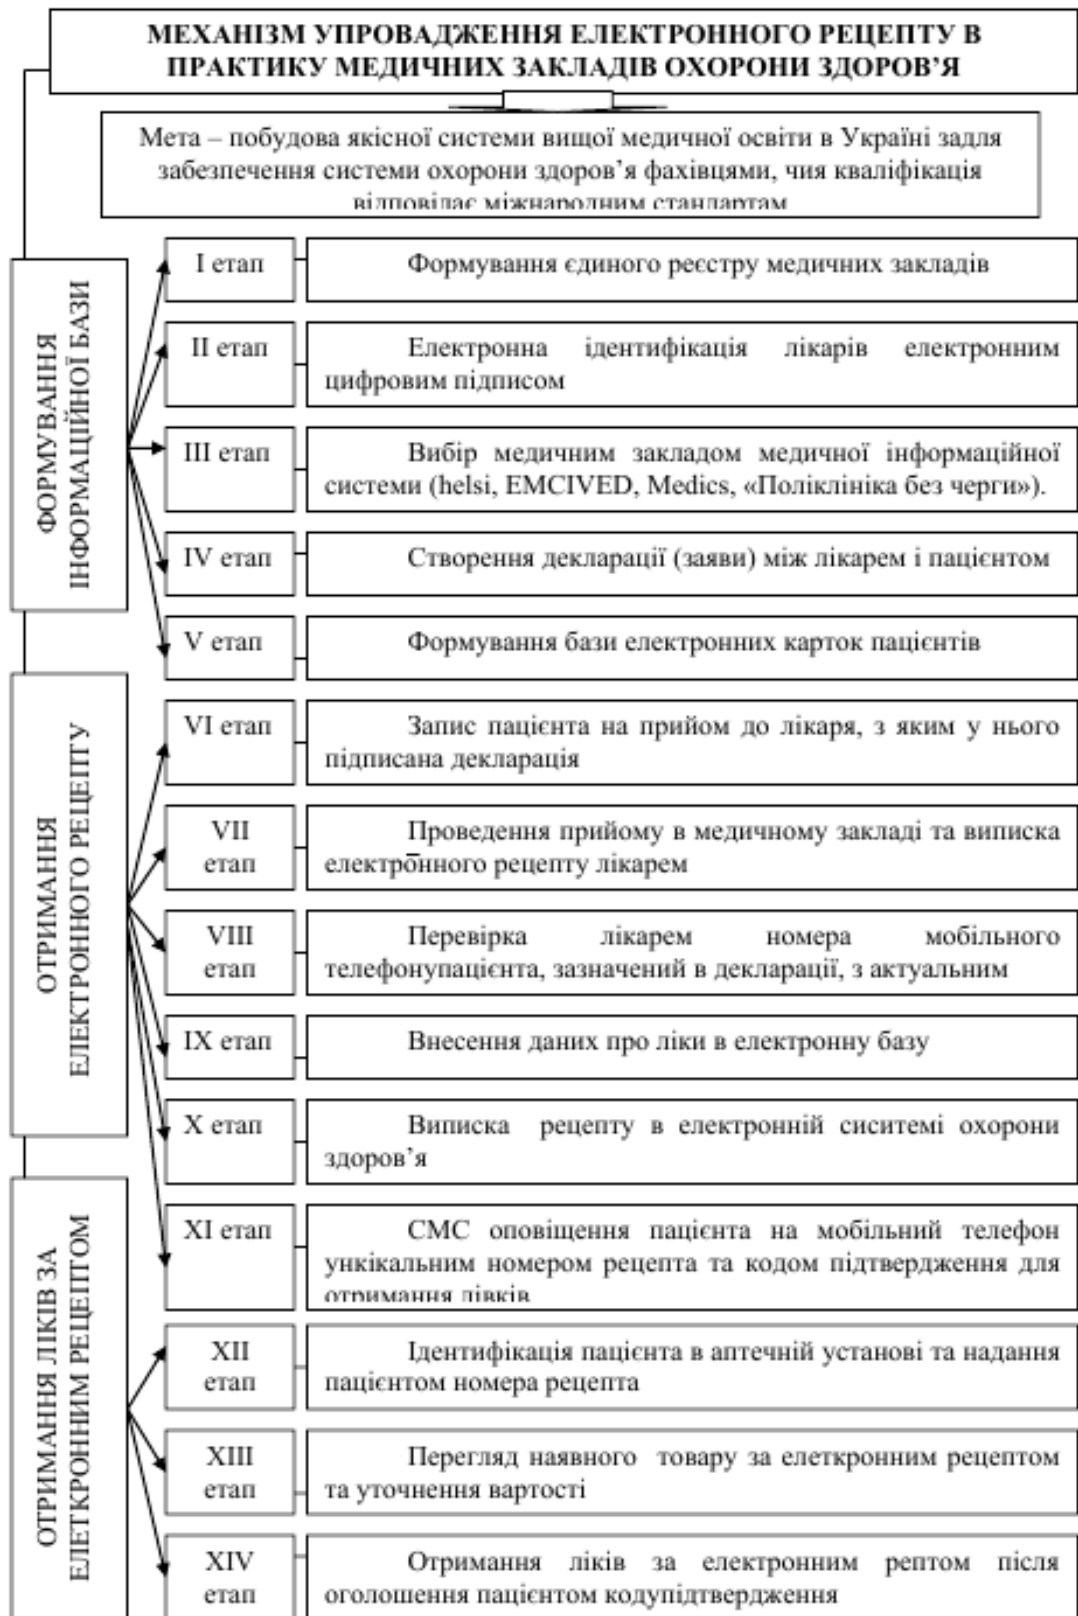 МЕХАНІЗМ УПРОВАДЖЕННЯ ЕЛЕКТРОННОГО РЕЦЕПТУ В
ПРАКТИКУ МЕДИЧНИХ ЗАКЛАДІВ ОХОРОНИ ЗДОРОВ’Я
Мета – побудова якісної системи вищої медичної освіти в Україні задля
забезпечення системи охорони здоров’я фахівцями, чия кваліфікація
відповідає міжнародним стандартам
ФОРМУВАННЯ
ІНФОРМАЦІЙНОЇ БАЗИ
І етап
Формування єдиного реєстру медичних закладів
ІІ етап
Електронна ідентифікація лікарів електронним
цифровим підписом
ІІІ етап
Вибір медичним закладом медичної інформаційної
системи (helsi, EMCIVED, Medics, «Поліклініка без черги»).
IV етап
Створення декларації (заяви) між лікарем і пацієнтом
V етап
Формування бази електронних карток пацієнтів
ОТРИМАННЯ
ЕЛЕКТРОННОГО РЕЦЕПТУ
VI етап
Запис пацієнта на прийом до лікаря, з яким у нього
підписана декларація
VII
етап
Проведення прийому в медичному закладі та виписка
електронного рецепту лікарем
VIII
етап
Перевірка лікарем номера мобільного
телефонупацієнта, зазначений в декларації, з актуальним
IX етап
Внесення даних про ліки в електронну базу
X етап
Виписка рецепту в електронній сиситемі охорони
здоров’я
XI етап
СМС оповіщення пацієнта на мобільний телефон
ункікальним номером рецепта та кодом підтвердження для
отримання лівків
ОТРИМАННЯ ЛІКІВ ЗА
ЕЛЕТКРОННИМ РЕЦЕПТОМ
XII
етап
Ідентифікація пацієнта в аптечній установі та надання
пацієнтом номера рецепта
XIII
етап
Перегляд наявного товару за елеткронним рецептом
та уточнення вартості
XIV
етап
Отримання ліків за електронним рептом після
оголошення пацієнтом кодупідтвердження